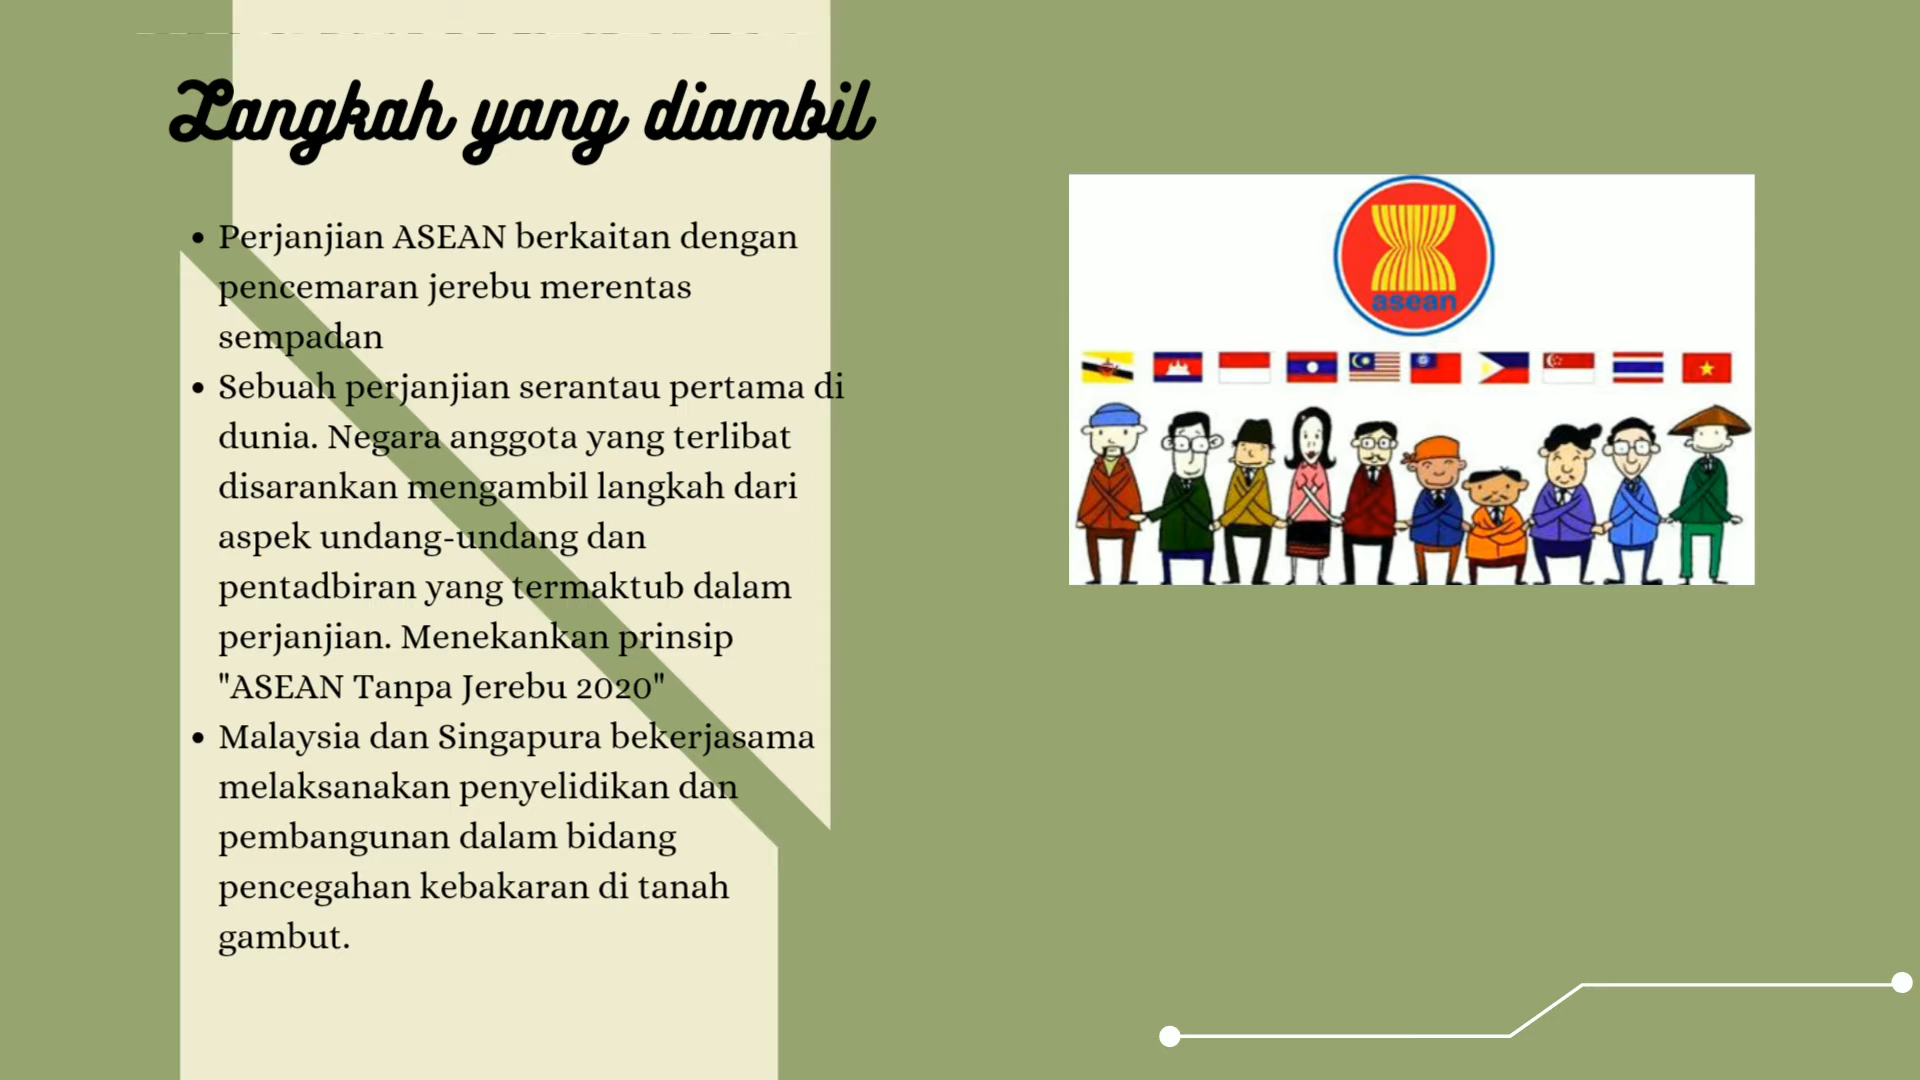 Langkah yang diambil
Perjanjian ASEAN berkaitan dengan
pencemaran jerebu merentas
sempadan
Sebuah perjanjian serantau pertama di
dunia. Negara anggota yang terlibat
disarankan mengambil langkah dari
aspek undang-undang dan
pentadbiran yang termaktub dalam
perjanjian. Menekankan prinsip
"ASEAN Tanpa Jerebu 2020"
Malaysia dan Singapura bekerjasama
melaksanakan penyelidikan dan
pembangunan dalam bidang
pencegahan kebakaran di tanah
gambut.
asean